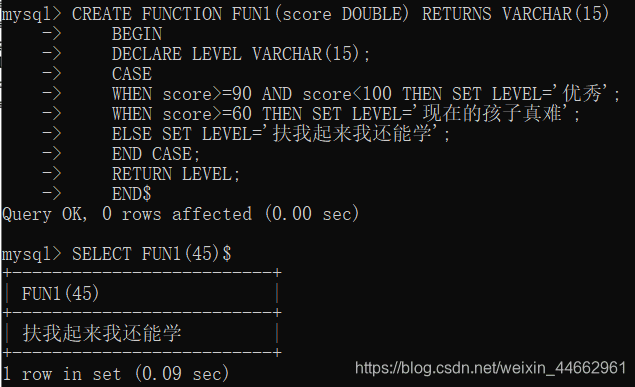 mysql> CREATE FUNCTION FUN1(score DOUBLE) RETURNS VARCHAR(15)
    -> BEGIN
    -> DECLARE LEVEL VARCHAR(15);
    -> CASE
    -> WHEN score>=90 AND score<100 THEN SET LEVEL='优秀';
    -> WHEN score>=60 THEN SET LEVEL='现在的孩子真难';
    -> ELSE SET LEVEL='扶我起来我还能学';
    -> END CASE;
    -> RETURN LEVEL;
    -> END$
Query OK, 0 rows affected (0.00 sec)
mysql> SELECT FUN1(45)$
+--------------------------+
| FUN1(45) |
+--------------------------+
| 扶我起来我还能学 |
+--------------------------+
1 row in set (0.09 sec)
https://blog.csdn.net/weixin_44662961